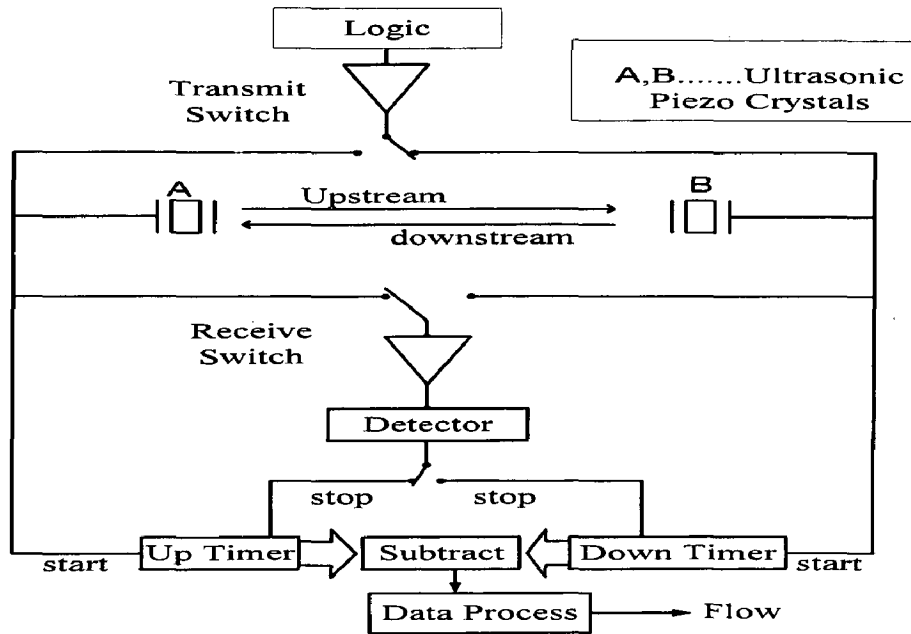 Logic
Transmit
Switch
A,B.......Ultrasonic
Piezo Crystals
A
Upstream
B
downstream
Receive
Switch
Detector
stop
stop
start
Up Timer
Subtract
Down Timer
start
Data Process
Flow